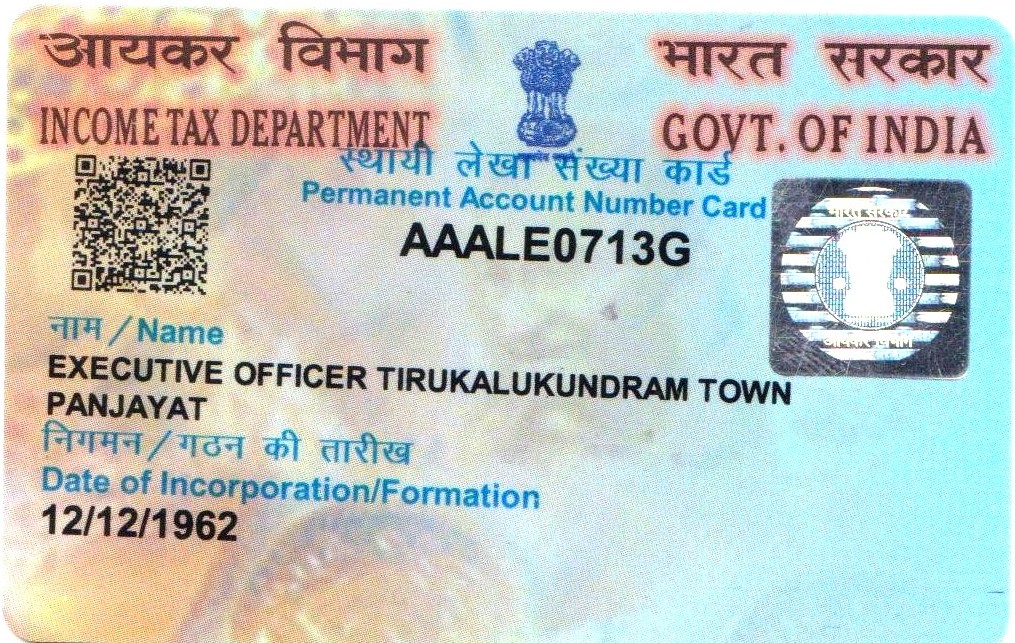 आयकर विभाग
INCOME TAX DEPARTMENT
भारत सरकार
GOVT. OF INDIA
स्थायी लेखा संख्या कार्ड
Permanent Account Number Card
AAALE0713G
भारत सरकार
आयकर विभाग
नाम / Name
EXECUTIVE OFFICER TIRUKALUKUNDRAM TOWN
PANJAYAT
निगमन / गठन की तारीख
Date of Incorporation/Formation
12/12/1962